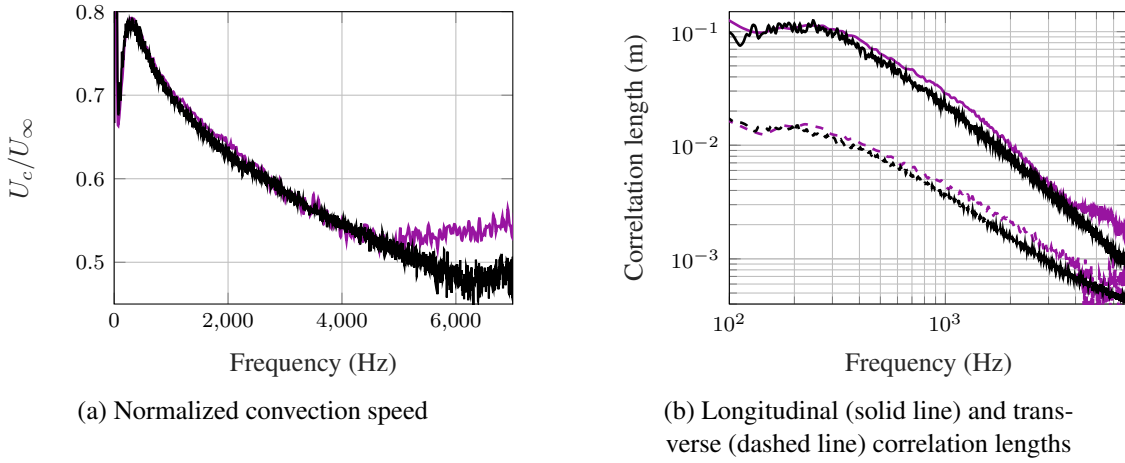 0.8
0.7
0.6
0.5
U_c/U_∞
0
2,000
4,000
6,000
Frequency (Hz)
(a) Normalized convection speed
10^{-1}
10^{-2}
10^{-3}
Correltation length (m)
10^2
10^3
Frequency (Hz)
(b) Longitudinal (solid line) and trans-
verse (dashed line) correlation lengths